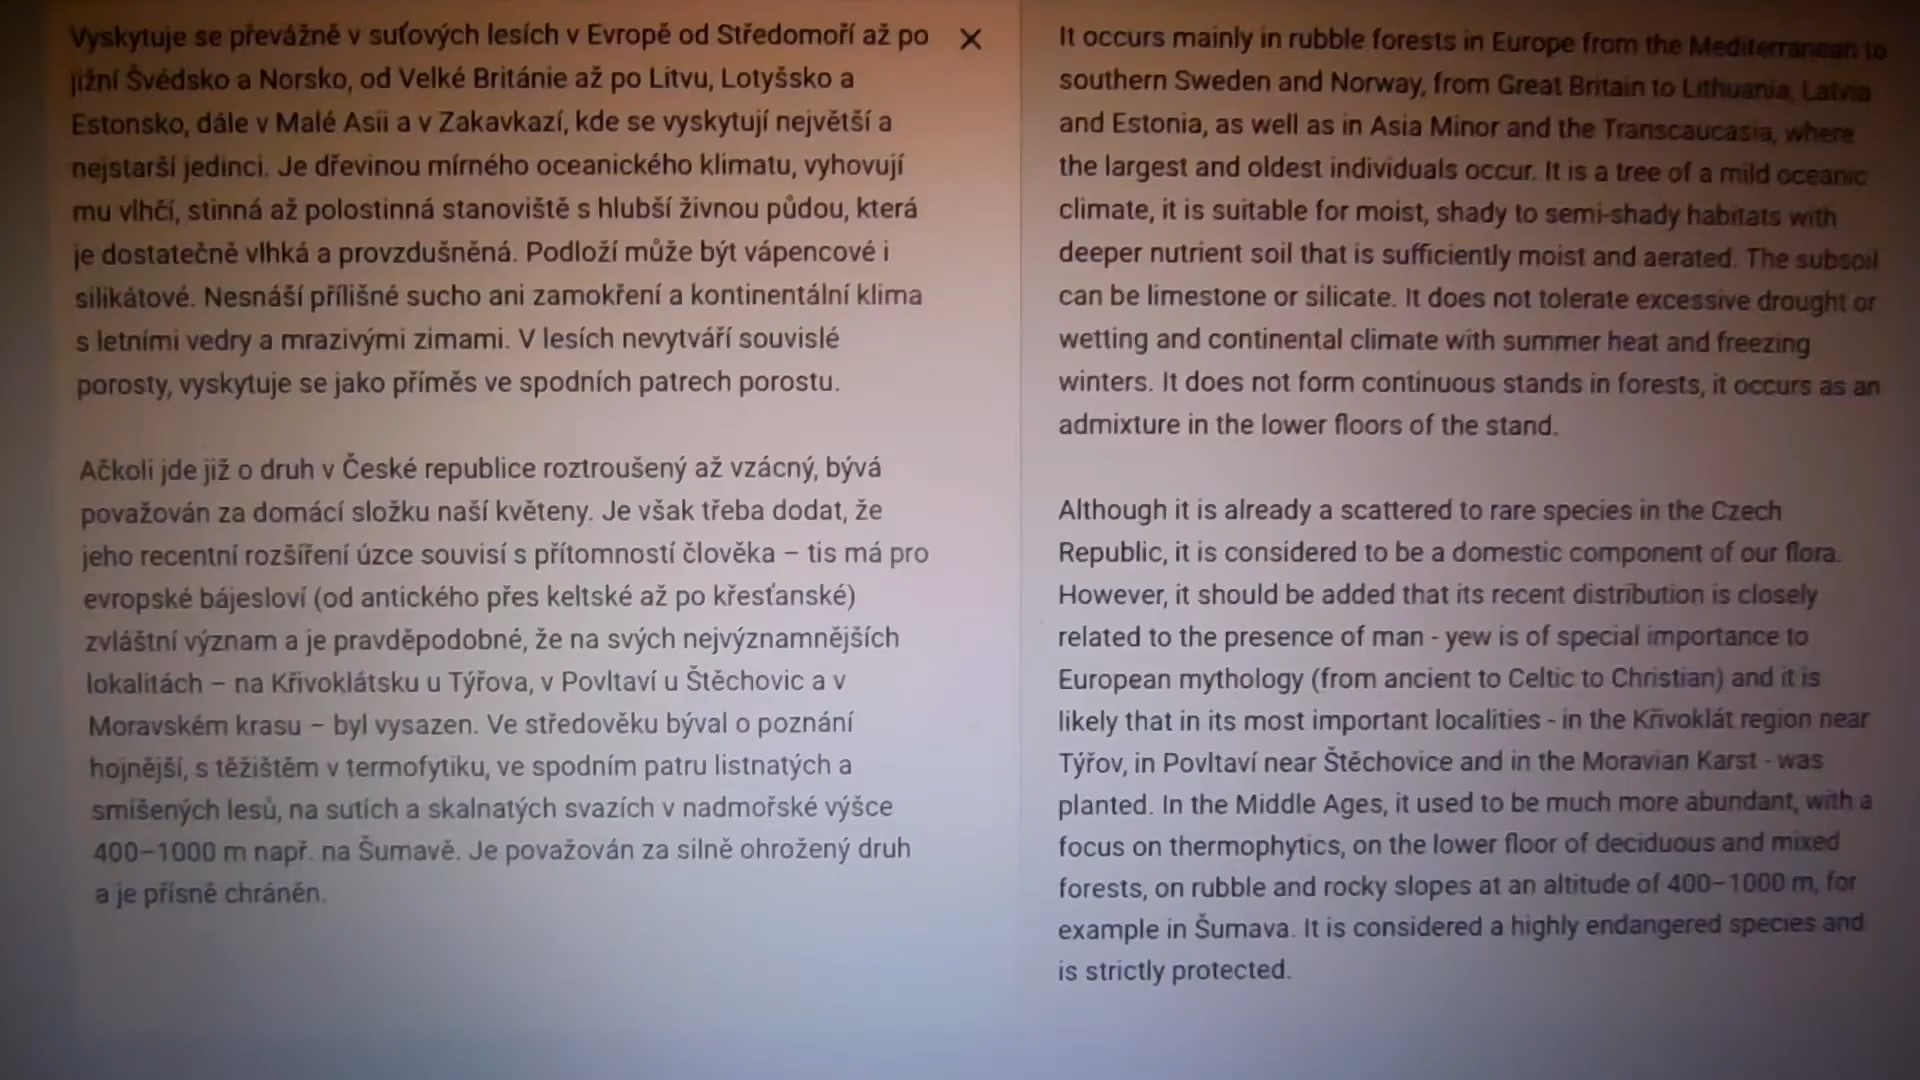 Vyskytuje se převážně v suťových lesích v Evropě od Středomoří až po
jižní Švédsko a Norsko, od Velké Británie až po Litvu, Lotyšsko a
Estonsko, dále v Malé Asii a v Zakavkazí, kde se vyskytují největší a
nejstarší jedinci. Je dřevinou mírného oceanického klimatu, vyhovují
mu vlhčí, stinná až polostinná stanoviště s hlubší živnou půdou, která
je dostatečně vlhká a provzdušněná. Podloží může být vápencové i
silikátové. Nesnáší přílišné sucho ani zamokření a kontinentální klima
s letními vedry a mrazivými zimami. V lesích nevytváří souvislé
porosty, vyskytuje se jako příměs ve spodních patrech porostu.
Ačkoli jde již o druh v České republice roztroušený až vzácný, bývá
považován za domácí složku naší květeny. Je však třeba dodat, že
jeho recentní rozšíření úzce souvisí s přítomností člověka – tis má pro
evropské bájesloví (od antického přes keltské až po křesťanské)
zvláštní význam a je pravděpodobné, že na svých nejvýznamnějších
lokalitách – na Křivoklátsku u Týřova, v Povltaví u Štěchovic a v
Moravském krasu – byl vysazen. Ve středověku býval o poznání
hojnější, s těžištěm v termofytiku, ve spodním patru listnatých a
smíšených lesů, na sutích a skalnatých svazích v nadmořské výšce
400–1000 m např. na Šumavě. Je považován za silně ohrožený druh
a je přísně chráněn.
It occurs mainly in rubble forests in Europe from the Mediterranean to
southern Sweden and Norway, from Great Britain to Lithuania, Latvia
and Estonia, as well as in Asia Minor and the Transcaucasia, where
the largest and oldest individuals occur. It is a tree of a mild oceanic
climate, it is suitable for moist, shady to semi-shady habitats with
deeper nutrient soil that is sufficiently moist and aerated. The subsoil
can be limestone or silicate. It does not tolerate excessive drought or
wetting and continental climate with summer heat and freezing
winters. It does not form continuous stands in forests, it occurs as an
admixture in the lower floors of the stand.
Although it is already a scattered to rare species in the Czech
Republic, it is considered to be a domestic component of our flora.
However, it should be added that its recent distribution is closely
related to the presence of man - yew is of special importance to
European mythology (from ancient to Celtic to Christian) and it is
likely that in its most important localities - in the Křivoklát region near
Týřov, in Povltaví near Štěchovice and in the Moravian Karst - was
planted. In the Middle Ages, it used to be much more abundant, with a
focus on thermophytics, on the lower floor of deciduous and mixed
forests, on rubble and rocky slopes at an altitude of 400–1000 m, for
example in Šumava. It is considered a highly endangered species and
is strictly protected.